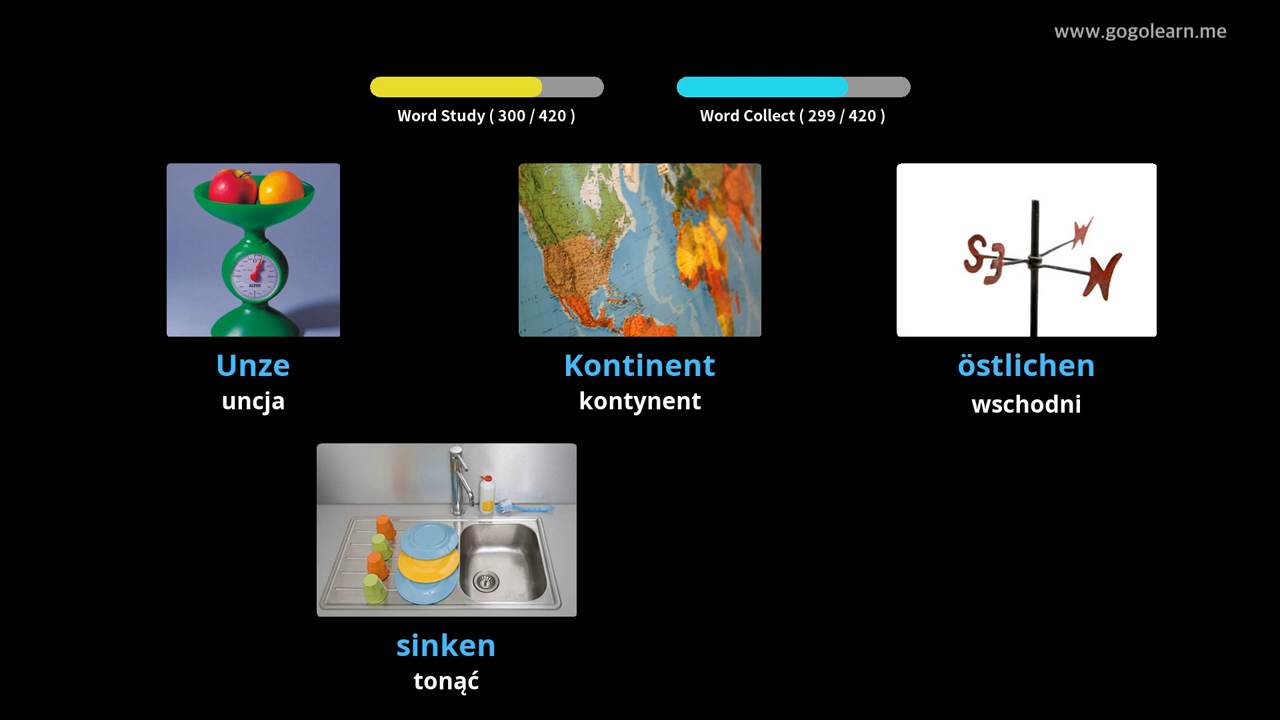 www.gogolearn.me
Word Study ( 300 / 420 )
Word Collect ( 299 / 420 )
Unze
uncja
Kontinent
kontynent
S E N
östlichen
wschodni
sinken
tonąć